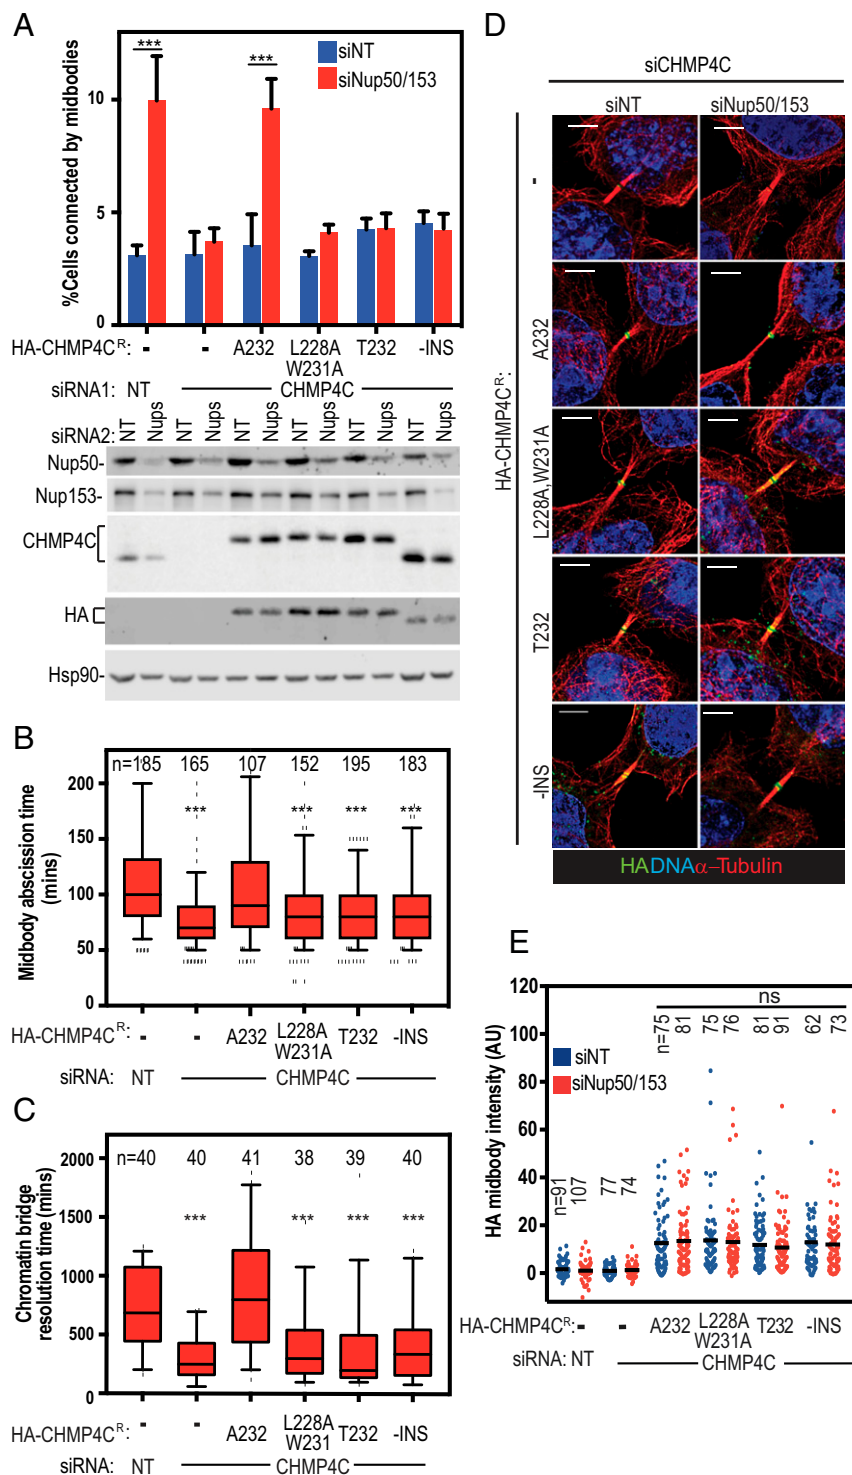 A
***
***
siNT
siNup50/153
10
5
0
%Cells connected by midbodies
HA-CHMP4C^R: - - A232 L228A W231A T232 -INS
siRNA1: NT CHMP4C
siRNA2: NT Nups NT Nups NT Nups NT Nups NT Nups NT Nups
Nup50-
Nup153-
CHMP4C
HA
Hsp90-
B
n=185 165 107 152 195 183
*** *** *** ***
200
150
100
50
0
Midbody abscission time (mins)
HA-CHMP4C^R: - - A232 L228A W231A T232 -INS
siRNA: NT CHMP4C
C
n=40 40 41 38 39 40
*** *** *** ***
2000
1500
1000
500
0
Chromatin bridge resolution time (mins)
HA-CHMP4C^R: - - A232 L228A W231 T232 -INS
siRNA: NT CHMP4C
D
siCHMP4C
siNT siNup50/153
HA-CHMP4C^R:
-
A232
L228A,W231A
T232
-INS
HADNAα–Tubulin
E
120
100
80
60
40
20
0
HA midbody intensity (AU)
ns
siNT
siNup50/153
n=91 107 77 74 n=75 81 75 76 81 91 62 73
HA-CHMP4C^R: - - A232 L228A W231A T232 -INS
siRNA: NT CHMP4C